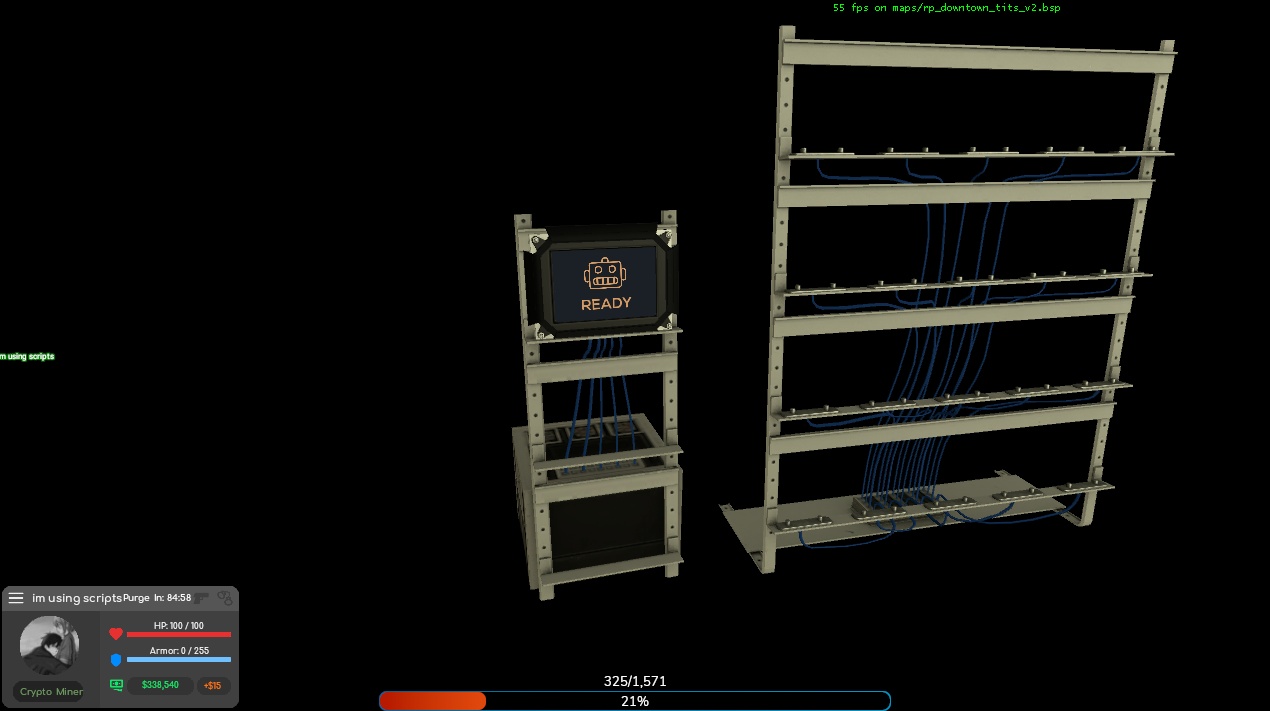 55 fps on maps/rp_downtown_tits_v2.bsp
READY
m using scripts
im using scripts
Purge In: 84:58
HP: 100 / 100
Armor: 0 / 255
Crypto Miner
$338,540
+$15
325/1,571
21%